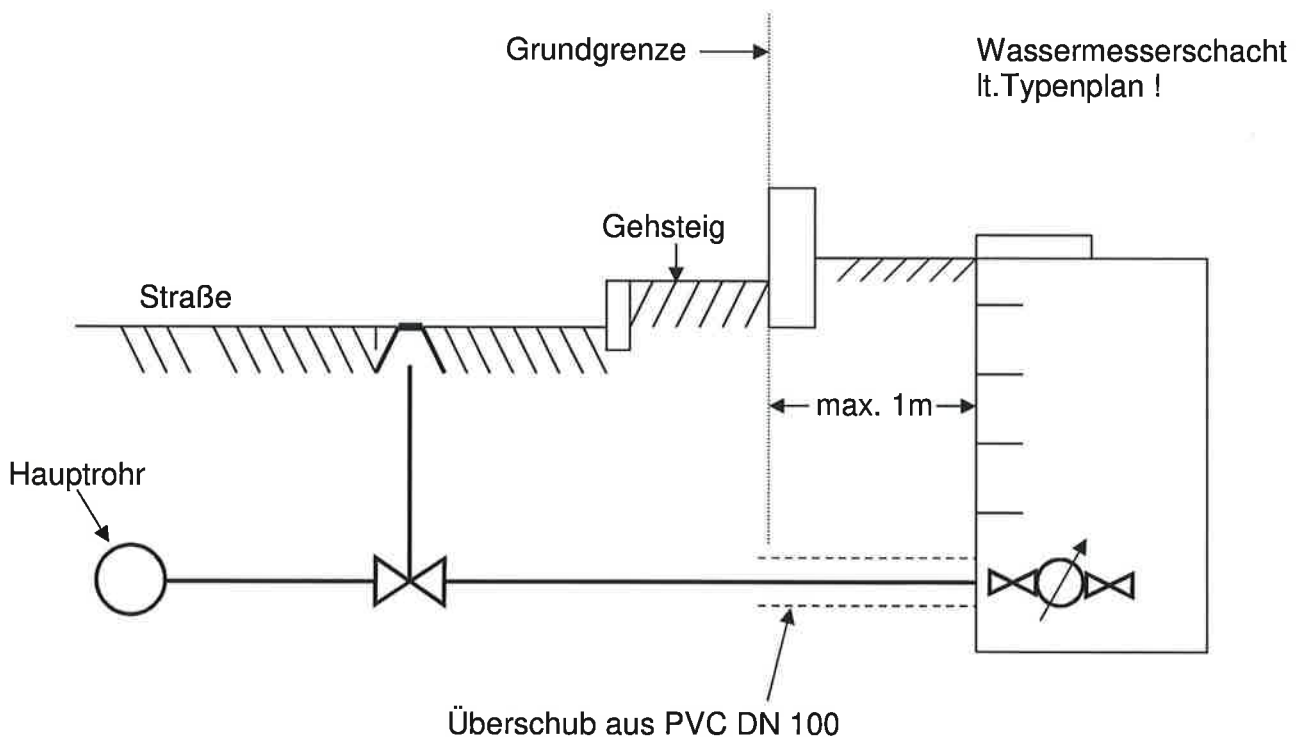 Grundgrenze
Wassermesserschacht
lt.Typenplan !
Gehsteig
Straße
max. 1m
Hauptrohr
Überschub aus PVC DN 100